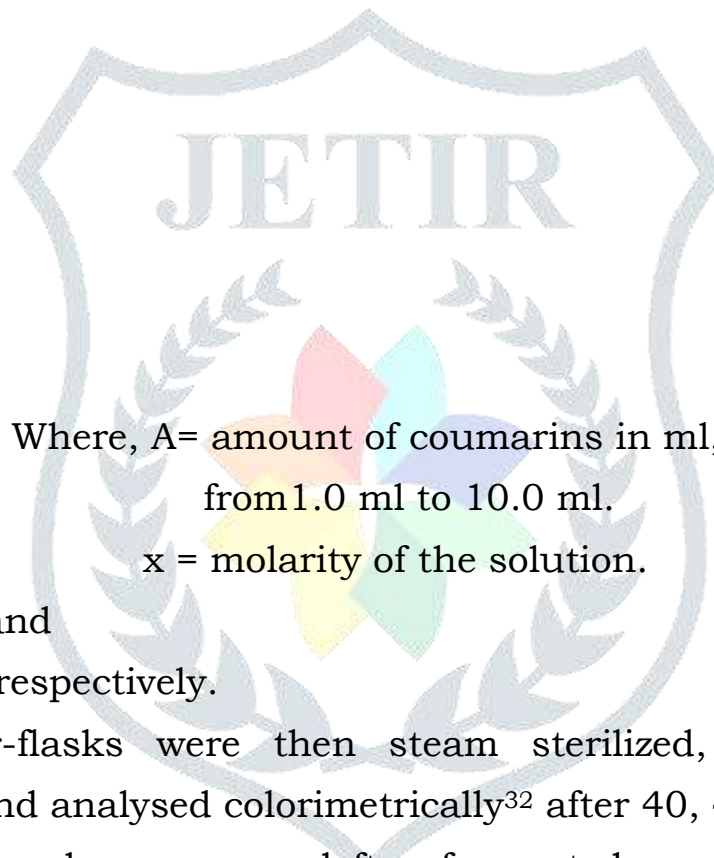 JETIR
Where, A= amount of coumarins in ml,
from1.0 ml to 10.0 ml.
x = molarity of the solution.
and
respectively.
r-flasks were then steam sterilized,
nd analysed colorimetrically³² after 40,